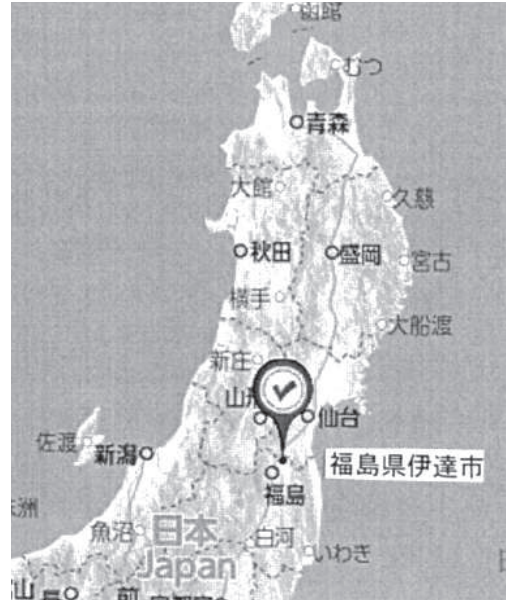 函館
むつ
青森
大館
久慈
秋田
盛岡
宮古
横手
大船渡
新庄
仙台
佐渡
新潟
福島県伊達市
福島
魚沼
日本
白河
Japan
いわき